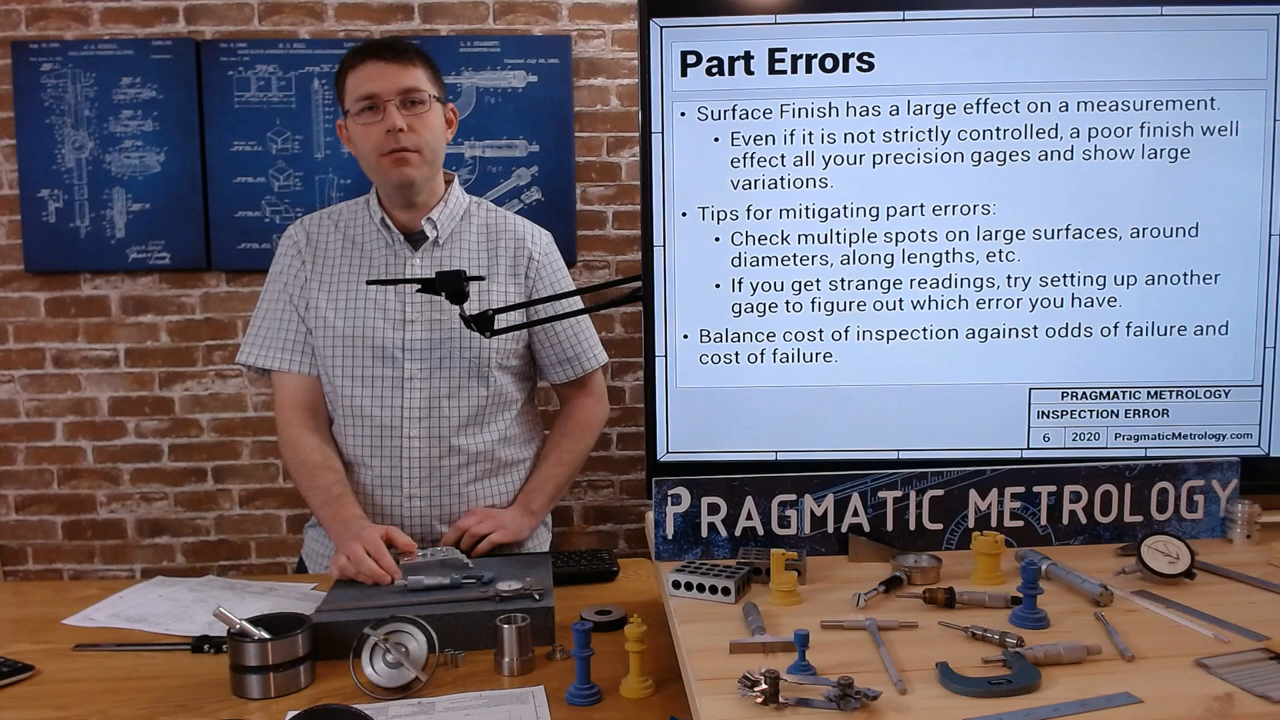 Part Errors
• Surface Finish has a large effect on a measurement.
• Even if it is not strictly controlled, a poor finish well
effect all your precision gages and show large
variations.
• Tips for mitigating part errors:
• Check multiple spots on large surfaces, around
diameters, along lengths, etc.
• If you get strange readings, try setting up another
gage to figure out which error you have.
• Balance cost of inspection against odds of failure and
cost of failure.
PRAGMATIC METROLOGY
INSPECTION ERROR
6 2020 PragmaticMetrology.com
PRAGMATIC METROLOGY